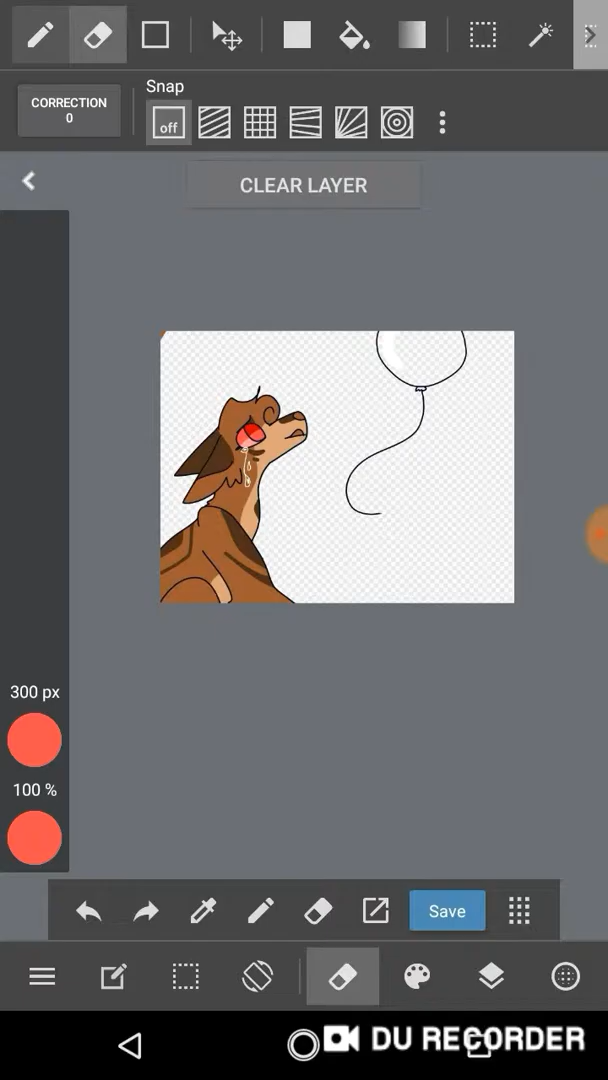 CORRECTION
0
Snap
off
CLEAR LAYER
300 px
100 %
Save
DU RECORDER